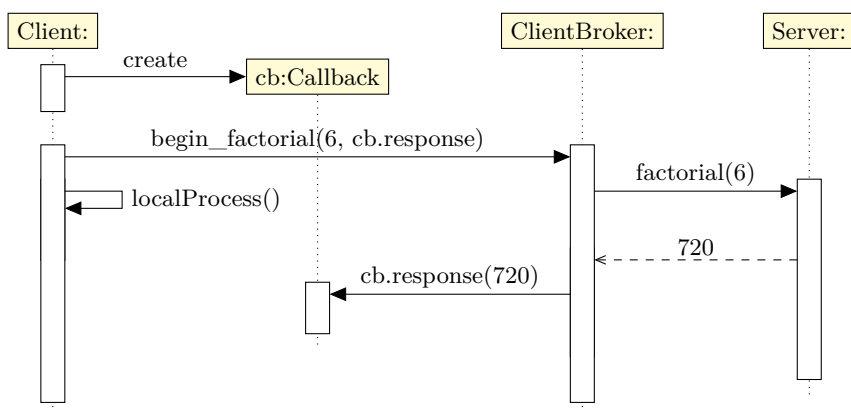 Client:
ClientBroker:
Server:
create
cb:Callback
begin_factorial(6, cb.response)
factorial(6)
localProcess()
720
cb.response(720)